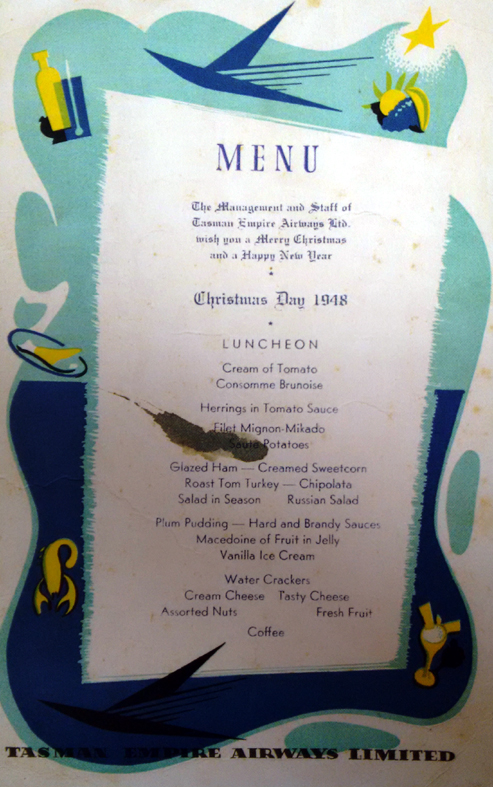 MENU
The Management and Staff of
Tasman Empire Airways Ltd.
wish you a Merry Christmas
and a Happy New Year
Christmas Day 1948
LUNCHEON
Cream of Tomato
Consomme Brunoise
Herrings in Tomato Sauce
Filet Mignon-Mikado
Saute Potatoes
Glazed Ham — Creamed Sweetcorn
Roast Tom Turkey — Chipolata
Salad in Season Russian Salad
Plum Pudding — Hard and Brandy Sauces
Macedoine of Fruit in Jelly
Vanilla Ice Cream
Water Crackers
Cream Cheese Tasty Cheese
Assorted Nuts Fresh Fruit
Coffee
TASMAN EMPIRE AIRWAYS LIMITED